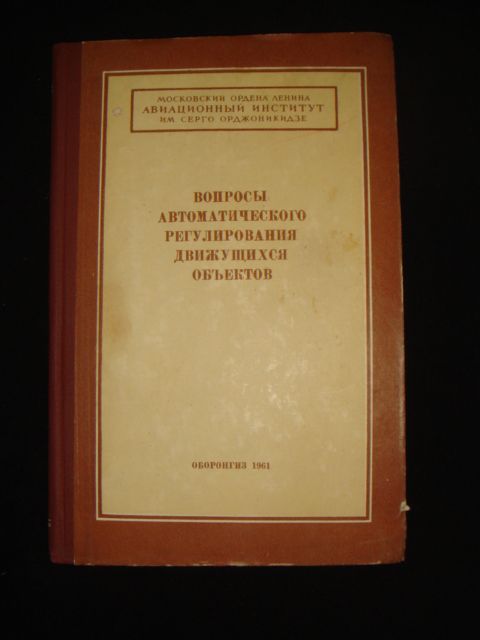 МОСКОВСКИЙ ОРДЕНА ЛЕНИНА
АВИАЦИОННЫЙ ИНСТИТУТ
ИМ. СЕРГО ОРДЖОНИКИДЗЕ
ВОПРОСЫ
АВТОМАТИЧЕСКОГО
РЕГУЛИРОВАНИЯ
ДВИЖУЩИХСЯ
ОБЪЕКТОВ
ОБОРОНГИЗ 1961